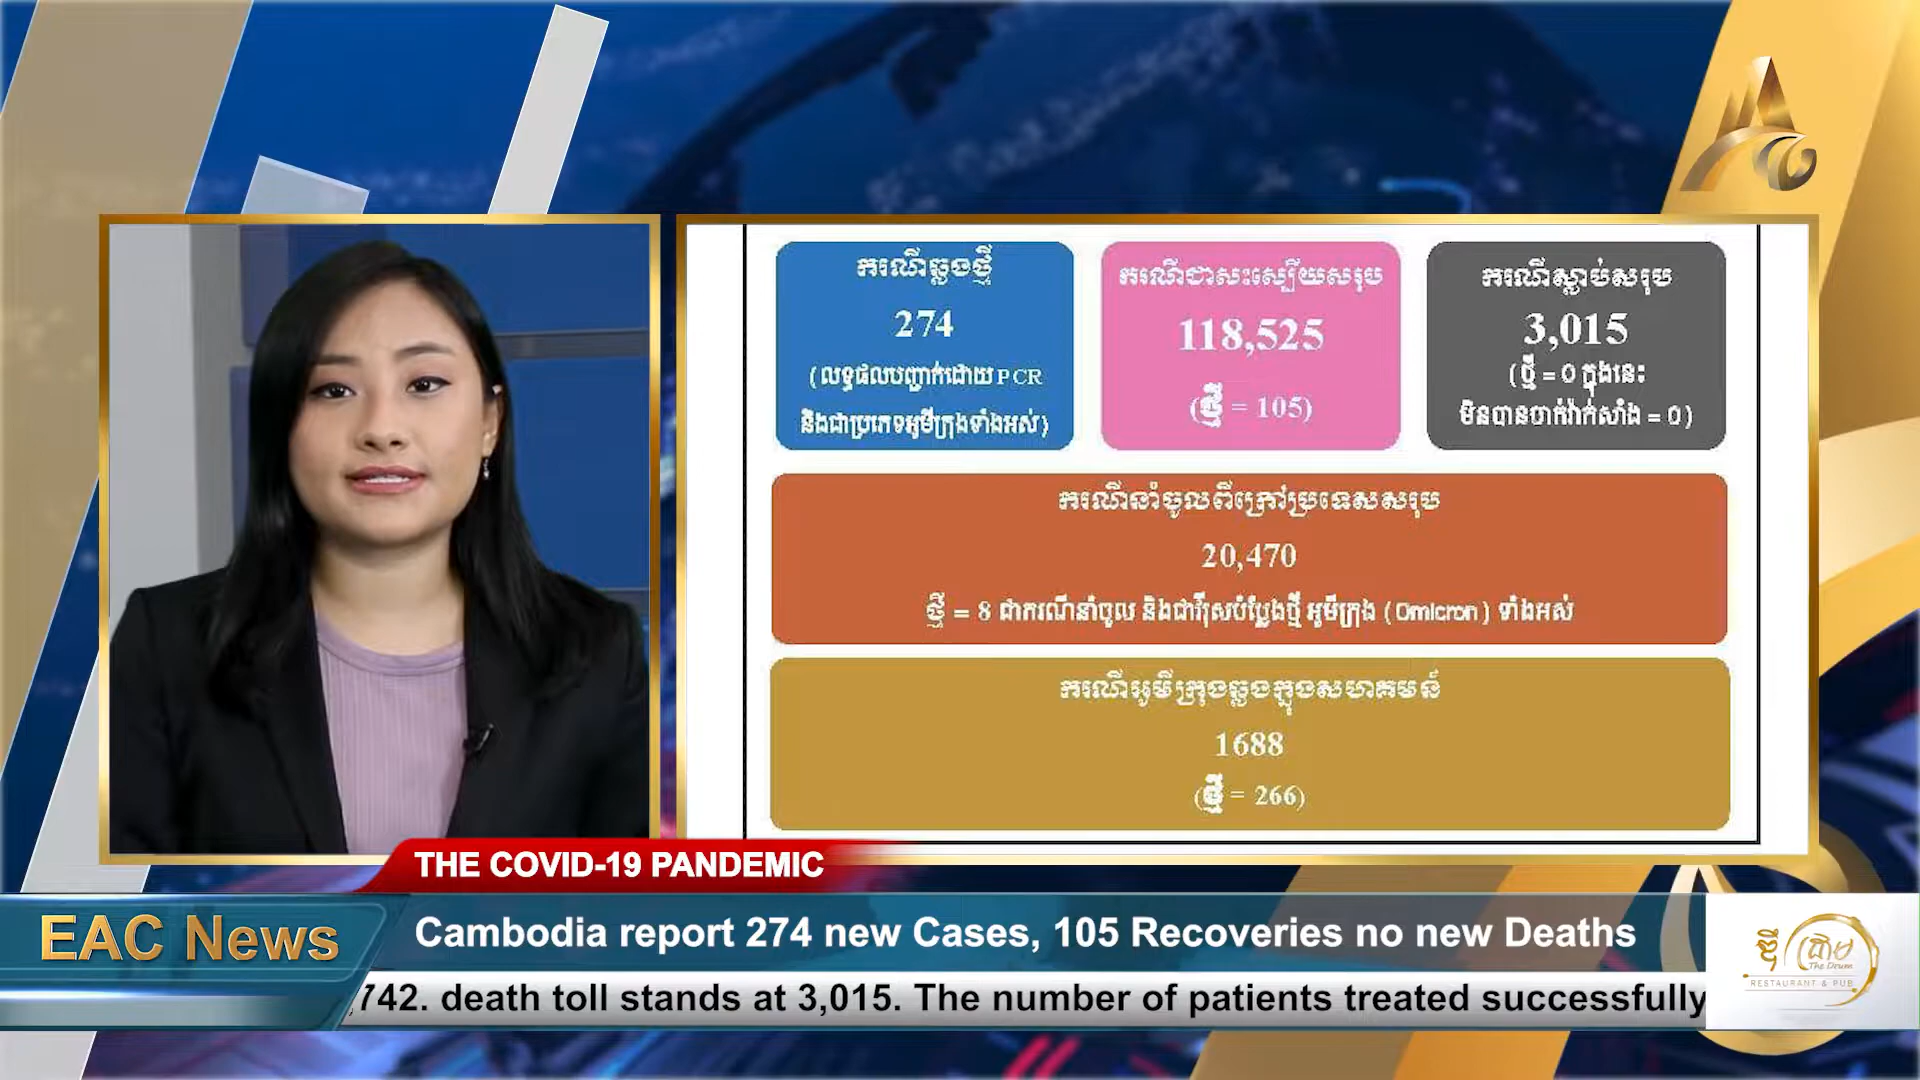 ករណីឆ្លងថ្មី
274
(លទ្ធផលបញ្ជាក់ដោយ PCR
និងជាប្រភេទអូមីក្រុងទាំងអស់)
ករណីជាសះស្បើយសរុប
118,525
(ថ្មី = 105)
ករណីស្លាប់សរុប
3,015
(ថ្មី = 0 ក្នុងនេះ
មិនបានចាក់វ៉ាក់សាំង = 0)
ករណីនាំចូលពីក្រៅប្រទេសសរុប
20,470
ថ្មី = 8 ជាករណីនាំចូល និងជាវីរុសបំប្លែងថ្មី អូមីក្រុង (Omicron) ទាំងអស់
ករណីអូមីក្រុងឆ្លងក្នុងសហគមន៍
1688
(ថ្មី = 266)
THE COVID-19 PANDEMIC
EAC News
Cambodia report 274 new Cases, 105 Recoveries no new Deaths
,742. death toll stands at 3,015. The number of patients treated successfully
ឌឹ ដ្រាម
The Drum
RESTAURANT & PUB